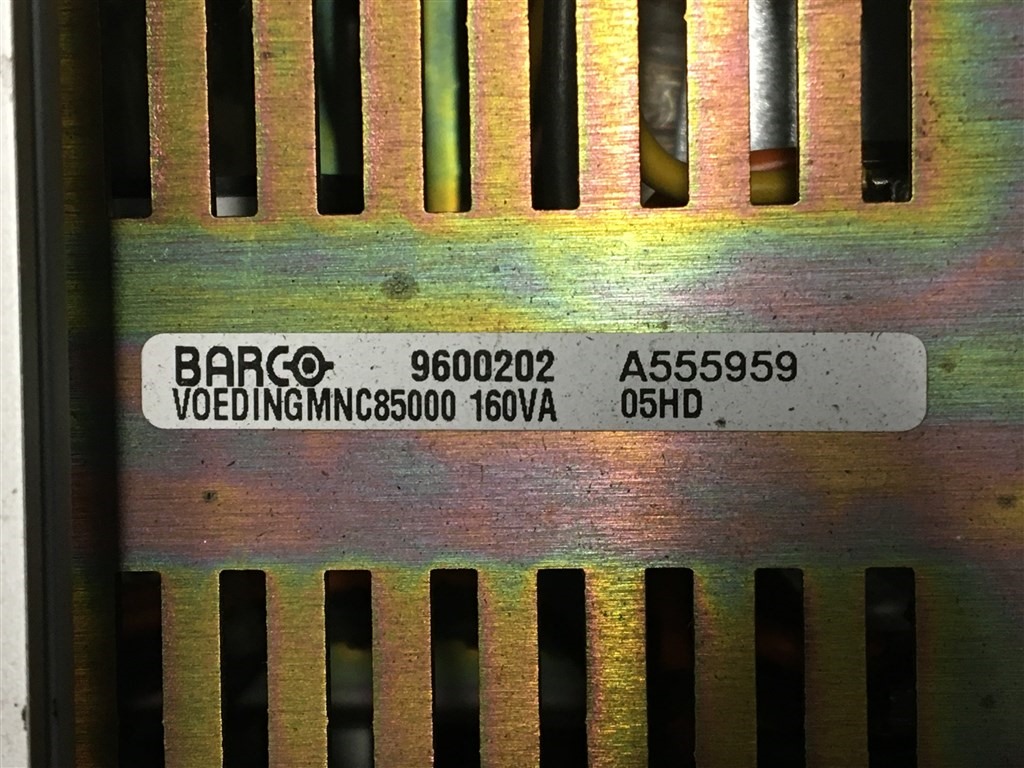 BARCO 9600202 A555959
VOEDINGMNC85000 160VA 05HD